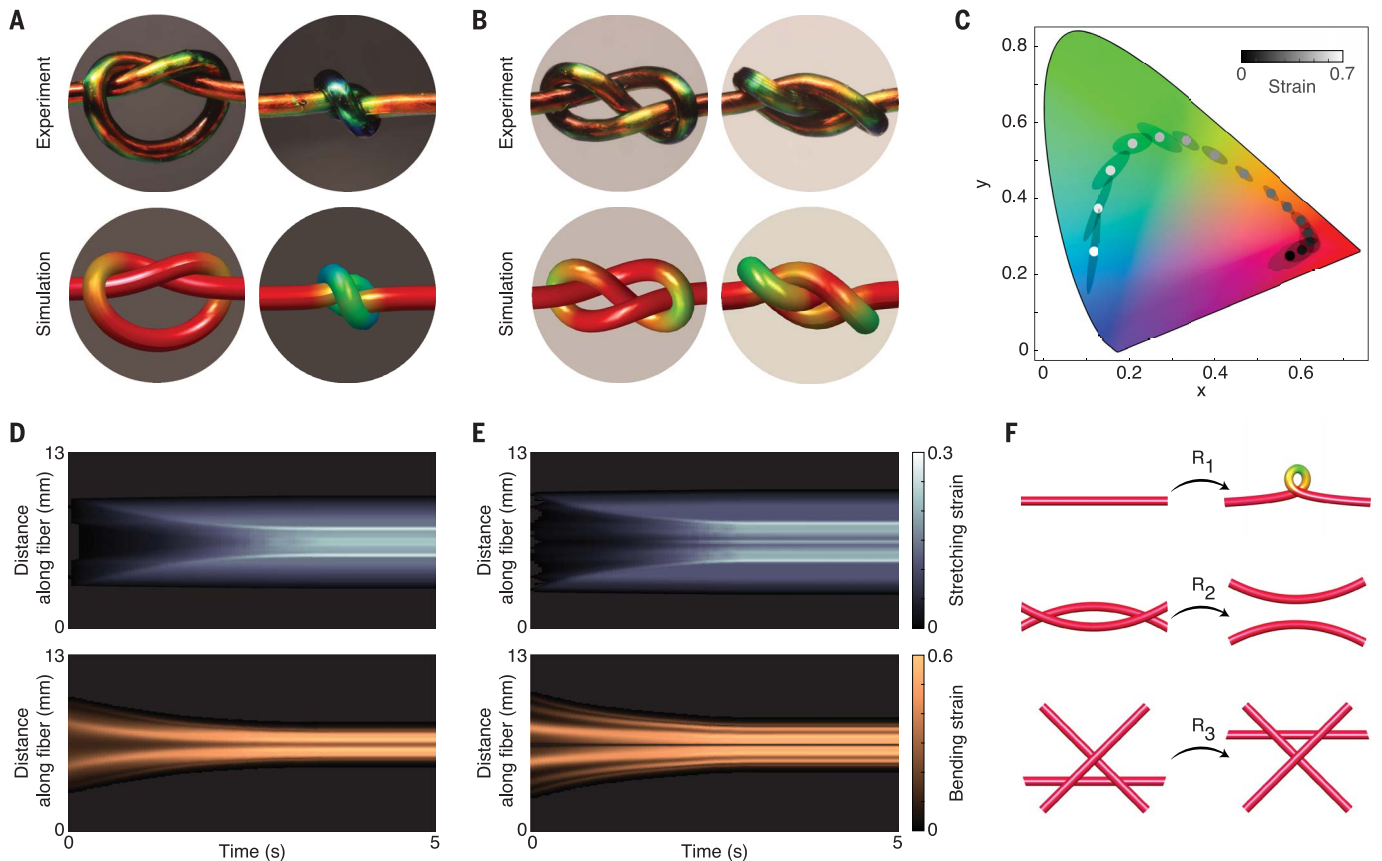 A
Experiment
Simulation
B
Experiment
Simulation
C
y
0.8
0.6
0.4
0.2
0
0
0.2
0.4
0.6
x
0
0.7
Strain
D
13
Distance
along fiber (mm)
0
13
Distance
along fiber (mm)
0
0
Time (s)
5
E
13
Distance
along fiber (mm)
0
0.3
Stretching strain
0
13
Distance
along fiber (mm)
0
0
Time (s)
5
0.6
Bending strain
0
F
R1
R2
R3